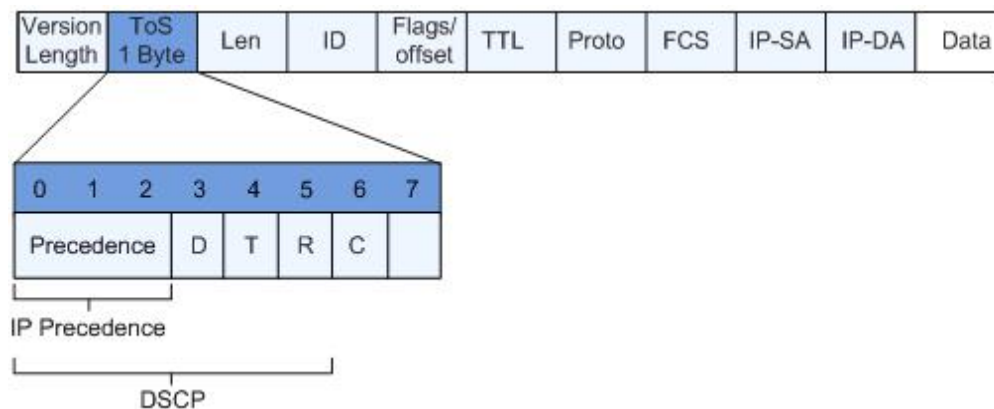 Version Length ToS 1 Byte Len ID Flags/ offset TTL Proto FCS IP-SA IP-DA Data
0 1 2 3 4 5 6 7
Precedence D T R C
IP Precedence
DSCP